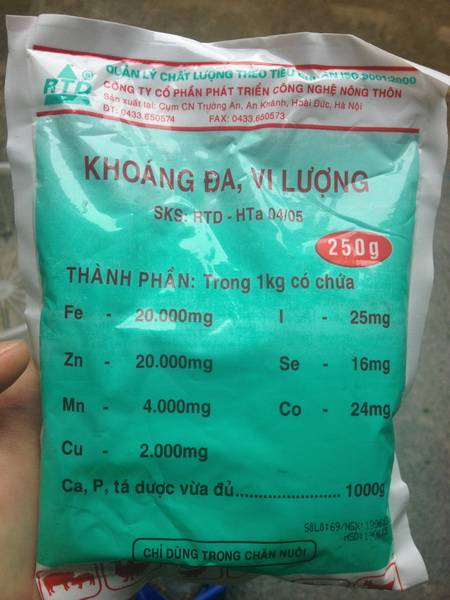 RTD®
QUẢN LÝ CHẤT LƯỢNG THEO TIÊU CHUẨN ISO 9001:2000
CÔNG TY CỔ PHẦN PHÁT TRIỂN CÔNG NGHỆ NÔNG THÔN
Sản xuất tại: Cụm CN Trường An, An Khánh, Hoài Đức, Hà Nội
ĐT: 0433.650574 FAX: 0433.650573
KHOÁNG ĐA, VI LƯỢNG
SKS: RTD - HTa 04/05
250g
THÀNH PHẦN: Trong 1kg có chứa
Fe - 20.000mg I - 25mg
Zn - 20.000mg Se - 16mg
Mn - 4.000mg Co - 24mg
Cu - 2.000mg
Ca, P, tá dược vừa đủ.................... 1000g
CHỈ DÙNG TRONG CHĂN NUÔI